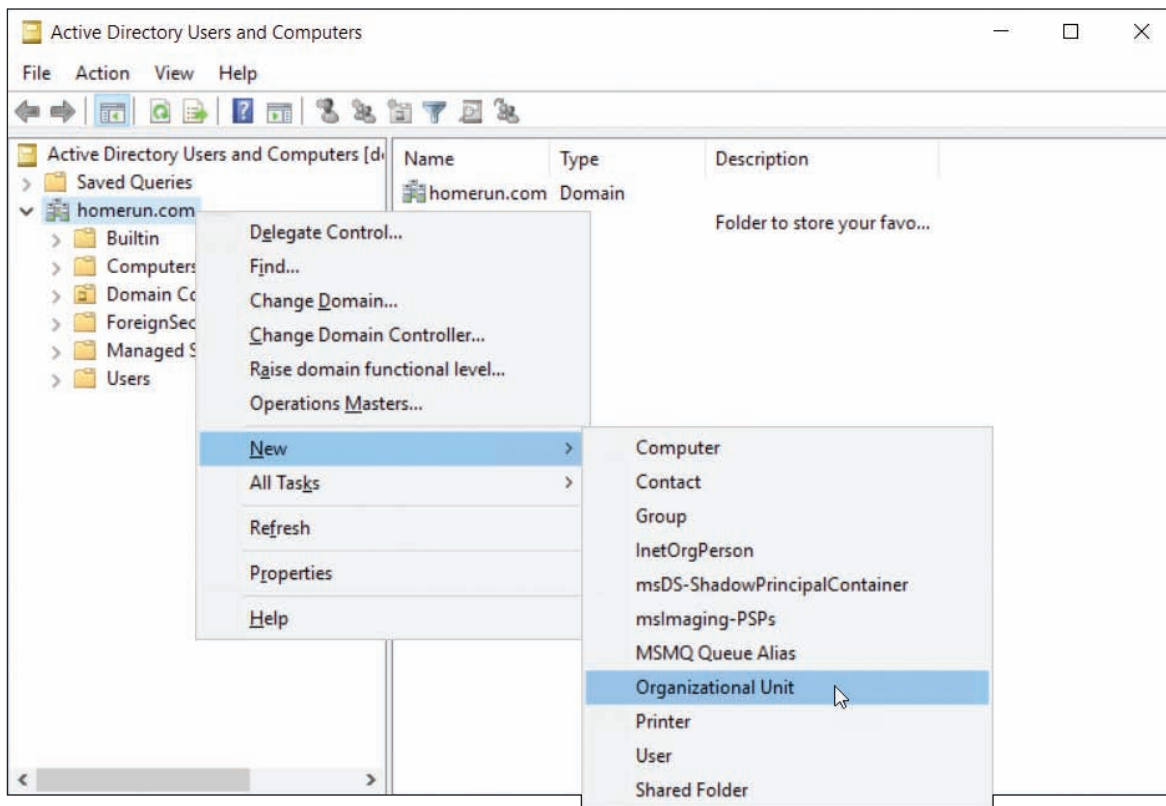 Active Directory Users and Computers
File Action View Help
Active Directory Users and Computers [d
Name Type Description
Saved Queries
homerun.com Domain
homerun.com
Folder to store your favo...
Builtin
Computers
Domain Co
ForeignSec
Managed S
Users
Delegate Control...
Find...
Change Domain...
Change Domain Controller...
Raise domain functional level...
Operations Masters...
New
All Tasks
Refresh
Properties
Help
Computer
Contact
Group
InetOrgPerson
msDS-ShadowPrincipalContainer
msImaging-PSPs
MSMQ Queue Alias
Organizational Unit
Printer
User
Shared Folder